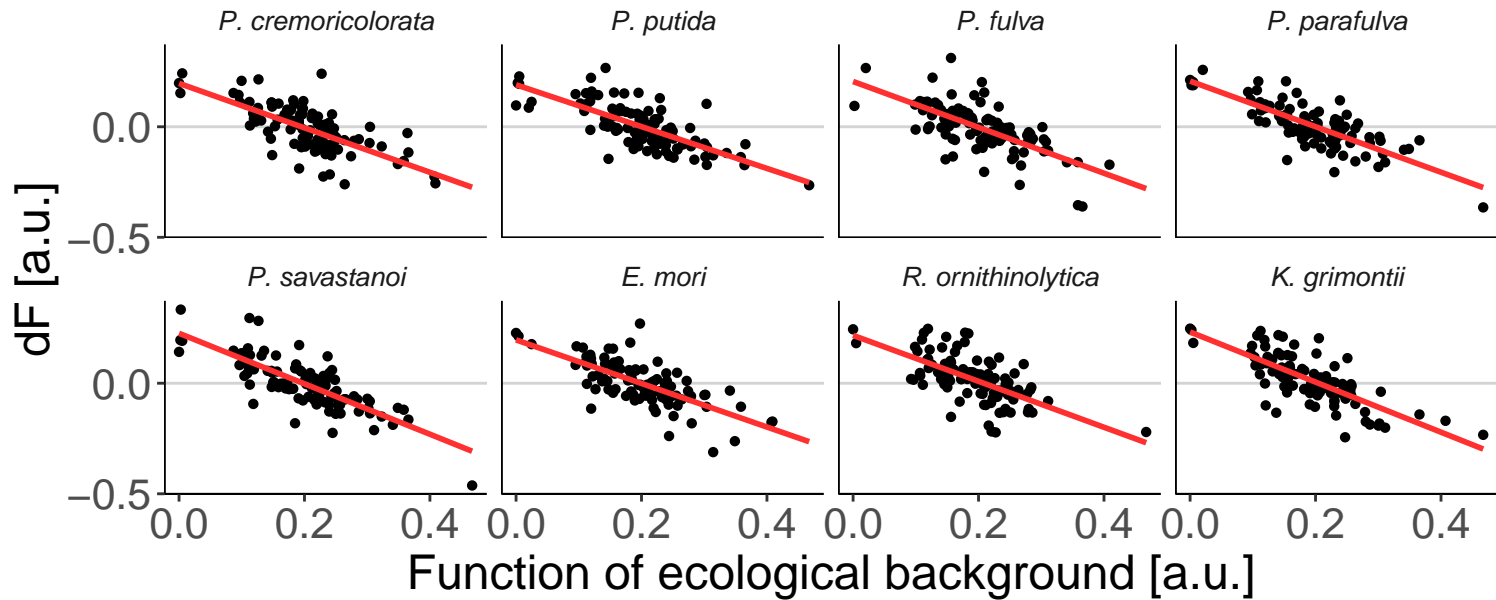 P. cremoricolorata P. putida P. fulva P. parafulva
0.0
−0.5
P. savastanoi E. mori R. ornithinolytica K. grimontii
0.0
−0.5
0.0 0.2 0.4 0.0 0.2 0.4 0.0 0.2 0.4 0.0 0.2 0.4
dF [a.u.]
Function of ecological background [a.u.]